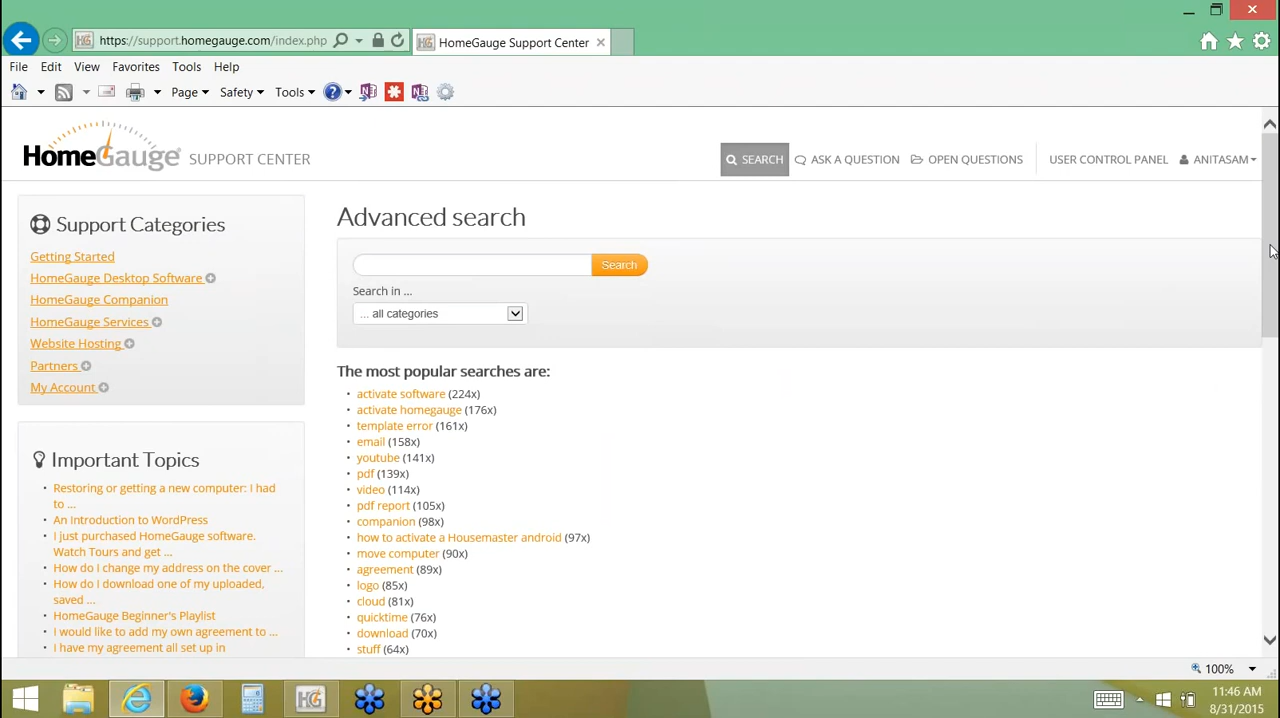 https://support.homegauge.com/index.php
HomeGauge Support Center
File Edit View Favorites Tools Help
Page Safety Tools
HomeGauge SUPPORT CENTER
SEARCH ASK A QUESTION OPEN QUESTIONS USER CONTROL PANEL ANITASAM
Support Categories
Getting Started
HomeGauge Desktop Software
HomeGauge Companion
HomeGauge Services
Website Hosting
Partners
My Account
Important Topics
Restoring or getting a new computer: I had
to ...
An Introduction to WordPress
I just purchased HomeGauge software.
Watch Tours and get ...
How do I change my address on the cover ...
How do I download one of my uploaded,
saved ...
HomeGauge Beginner's Playlist
I would like to add my own agreement to ...
I have my agreement all set up in
Advanced search
Search
Search in ...
... all categories
The most popular searches are:
activate software (224x)
activate homegauge (176x)
template error (161x)
email (158x)
youtube (141x)
pdf (139x)
video (114x)
pdf report (105x)
companion (98x)
how to activate a Housemaster android (97x)
move computer (90x)
agreement (89x)
logo (85x)
cloud (81x)
quicktime (76x)
download (70x)
stuff (64x)
100%
HG
11:46 AM
8/31/2015